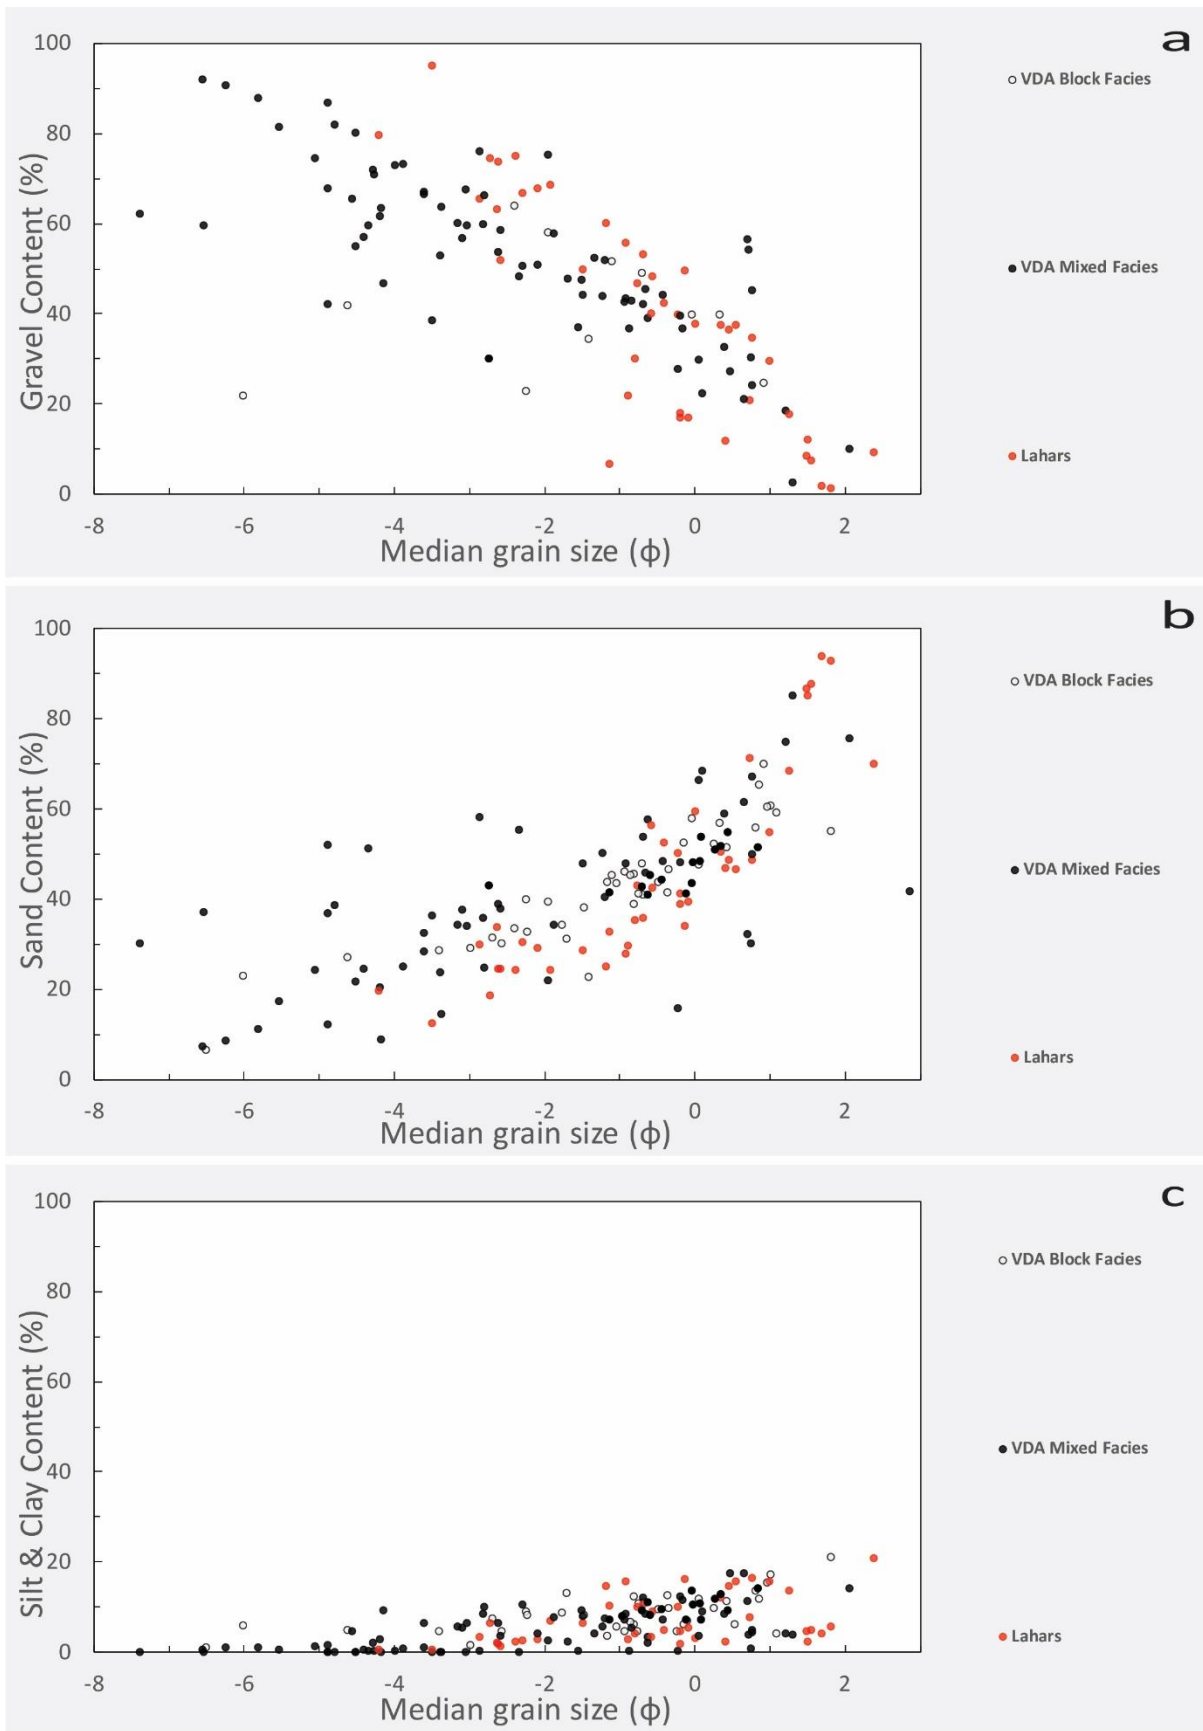 a
100
80
60
40
20
0
Gravel Content (%)
-8 -6 -4 -2 0 2
Median grain size (ϕ)
VDA Block Facies
VDA Mixed Facies
Lahars
b
100
80
60
40
20
0
Sand Content (%)
-8 -6 -4 -2 0 2
Median grain size (ϕ)
VDA Block Facies
VDA Mixed Facies
Lahars
c
100
80
60
40
20
0
Silt & Clay Content (%)
-8 -6 -4 -2 0 2
Median grain size (ϕ)
VDA Block Facies
VDA Mixed Facies
Lahars